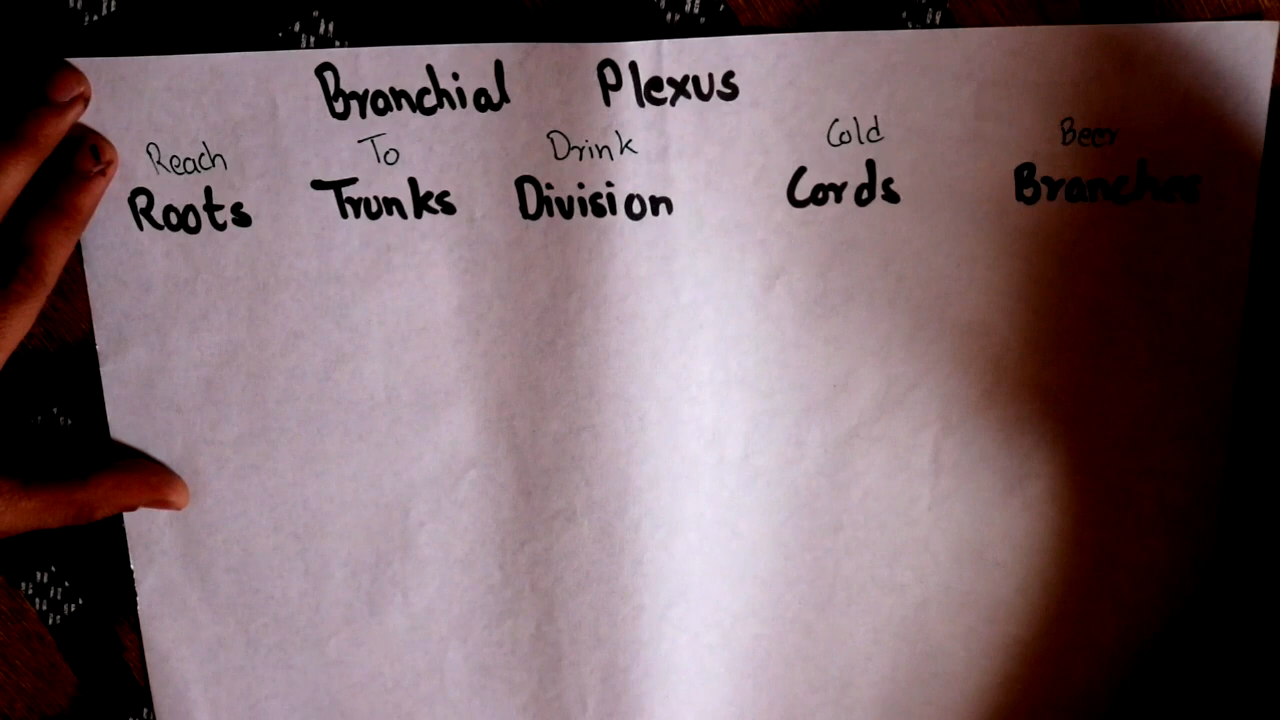 Branchial Plexus
Reach To Drink Cold Beer
Roots Trunks Division Cords Branches